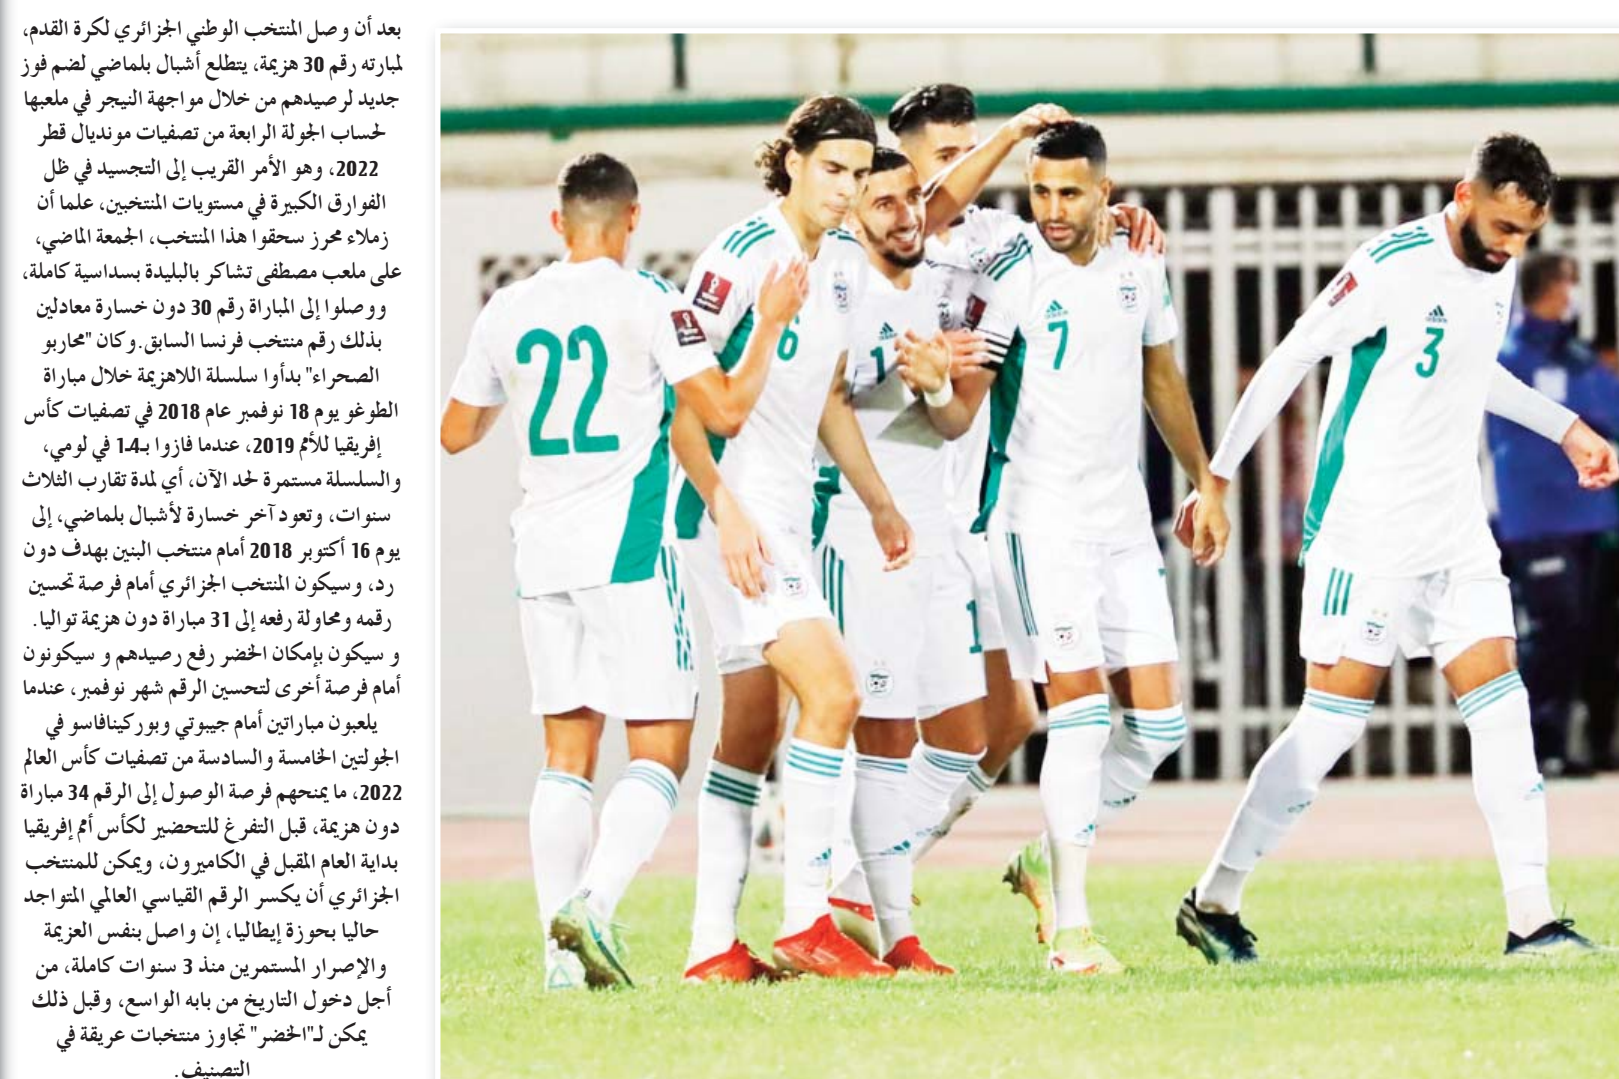 بعد أن وصل المنتخب الوطني الجزائري لكرة القدم،
لمبارته رقم 30 هزيمة، يتطلع أشبال بلماضي لضم فوز
جديد لرصيدهم من خلال مواجهة النيجر في ملعبها
لحساب الجولة الرابعة من تصفيات مونديال قطر
2022، وهو الأمر القريب إلى التجسيد في ظل
الفوارق الكبيرة في مستويات المنتخبين، علما أن
زملاء محرز سحقوا هذا المنتخب، الجمعة الماضي،
على ملعب مصطفى تشاكر بالبليدة بسداسية كاملة،
ووصلوا إلى المباراة رقم 30 دون خسارة معادلين
بذلك رقم منتخب فرنسا السابق.وكان "محاربو
الصحراء" بدأوا سلسلة اللاهزيمة خلال مباراة
الطوغو يوم 18 نوفمبر عام 2018 في تصفيات كأس
إفريقيا للأمم 2019، عندما فازوا بـ4-1 في لومي،
والسلسلة مستمرة لحد الآن، أي لمدة تقارب الثلاث
سنوات، وتعود آخر خسارة لأشبال بلماضي، إلى
يوم 16 أكتوبر 2018 أمام منتخب البنين بهدف دون
رد، وسيكون المنتخب الجزائري أمام فرصة تحسين
رقمه ومحاولة رفعه إلى 31 مباراة دون هزيمة تواليا.
و سيكون بإمكان الخضر رفع رصيدهم و سيكونون
أمام فرصة أخرى لتحسين الرقم شهر نوفمبر، عندما
يلعبون مباراتين أمام جيبوتي وبوركينافاسو في
الجولتين الخامسة والسادسة من تصفيات كأس العالم
2022، ما يمنحهم فرصة الوصول إلى الرقم 34 مباراة
دون هزيمة، قبل التفرغ للتحضير لكأس أمم إفريقيا
بداية العام المقبل في الكاميرون، ويمكن للمنتخب
الجزائري أن يكسر الرقم القياسي العالمي المتواجد
حاليا بحوزة إيطاليا، إن واصل بنفس العزيمة
والإصرار المستمرين منذ 3 سنوات كاملة، من
أجل دخول التاريخ من بابه الواسع، وقبل ذلك
يمكن لـ"الخضر" تجاوز منتخبات عريقة في
التصنيف.
22
6
1
7
3
1